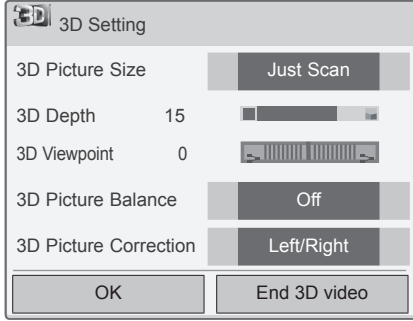 3D 3D Setting
3D Picture Size Just Scan
3D Depth 15
3D Viewpoint 0
3D Picture Balance Off
3D Picture Correction Left/Right
OK End 3D video